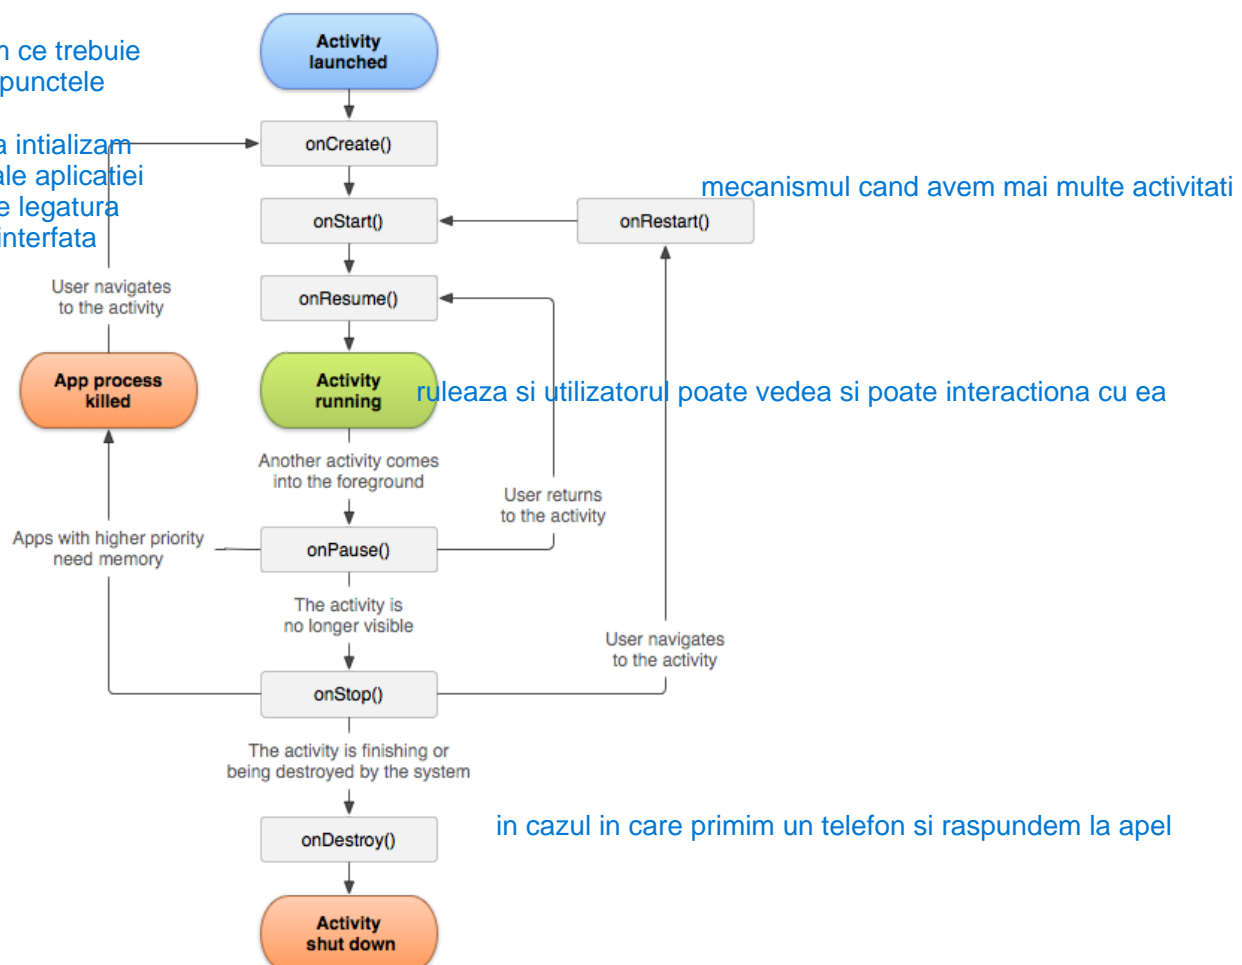 Activity
launched
m ce trebuie
punctele
onCreate()
a intializam
ale aplicatiei
e legatura
interfata
mecanismul cand avem mai multe activitati
onStart()
onRestart()
User navigates
to the activity
onResume()
App process
killed
Activity
running
ruleaza si utilizatorul poate vedea si poate interactiona cu ea
Another activity comes
into the foreground
User returns
to the activity
Apps with higher priority
need memory
onPause()
The activity is
no longer visible
User navigates
to the activity
onStop()
The activity is finishing or
being destroyed by the system
onDestroy()
in cazul in care primim un telefon si raspundem la apel
Activity
shut down